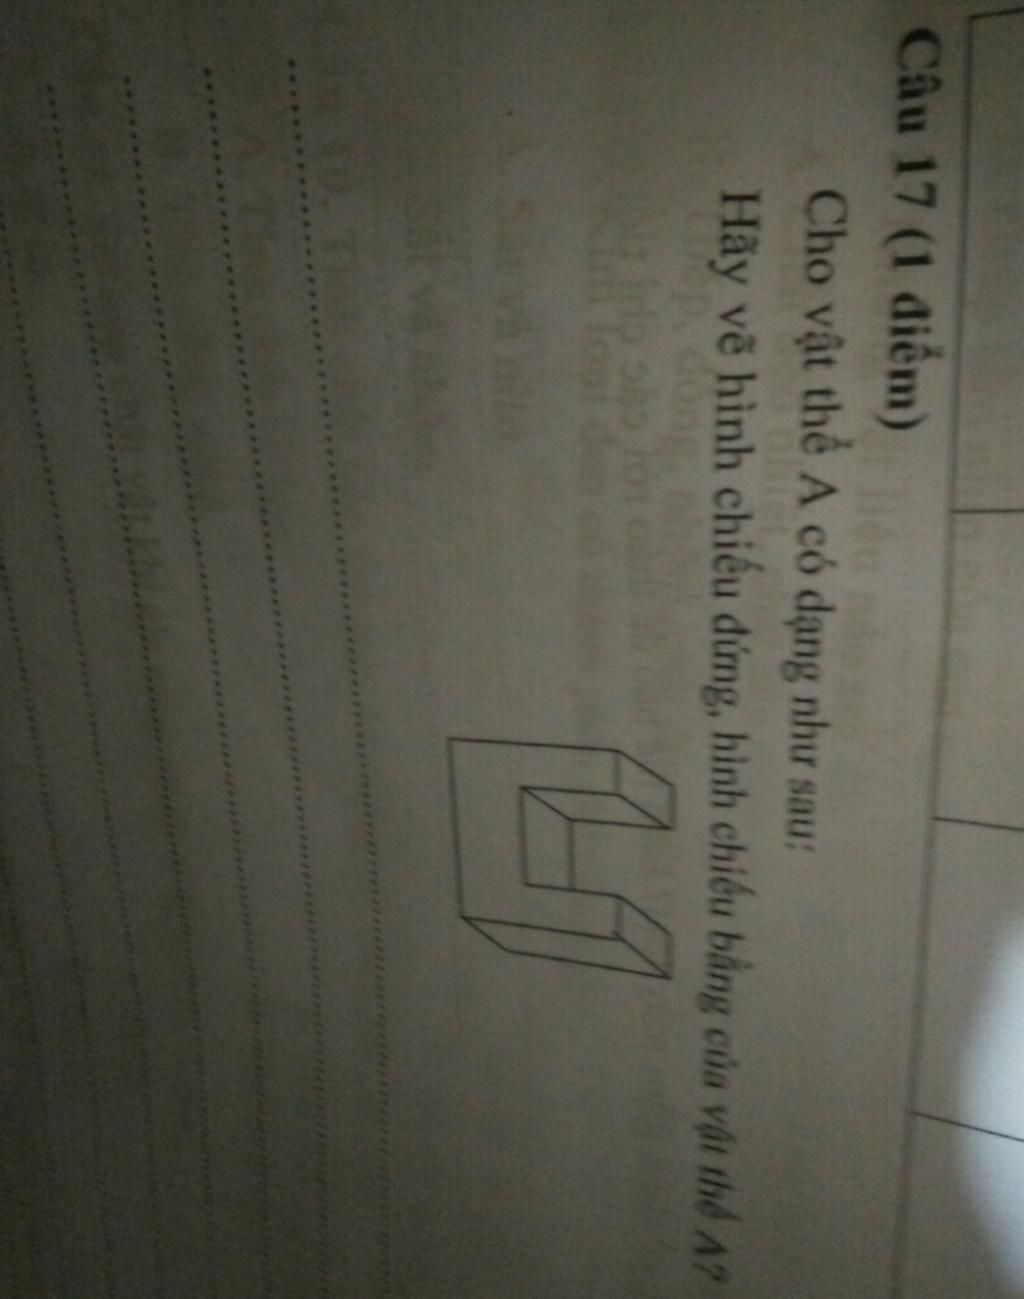 Câu 17 (1 điểm)
Cho vật thể A có dạng như sau:
Hãy vẽ hình chiếu đứng, hình chiếu bằng của vật thể A?